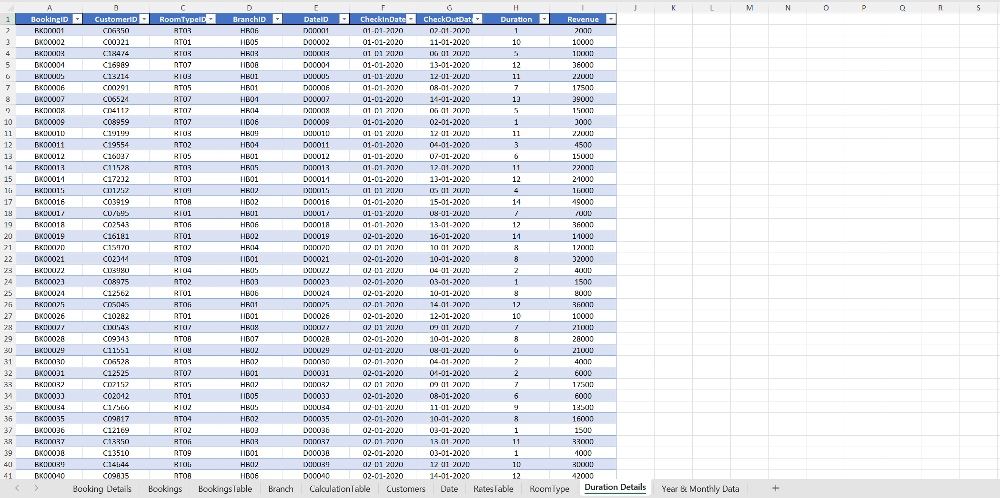 A B C D E F G H I J K L M N O P Q R S
1 BookingID CustomerID RoomTypeID BranchID DateID CheckInDate CheckOutDate Duration Revenue
2 BK00001 C06350 RT03 HB06 D00001 01-01-2020 02-01-2020 1 2000
3 BK00002 C00321 RT01 HB05 D00002 01-01-2020 11-01-2020 10 10000
4 BK00003 C18474 RT03 HB03 D00003 01-01-2020 06-01-2020 5 10000
5 BK00004 C16989 RT07 HB08 D00004 01-01-2020 13-01-2020 12 36000
6 BK00005 C13214 RT03 HB01 D00005 01-01-2020 12-01-2020 11 22000
7 BK00006 C00291 RT05 HB01 D00006 01-01-2020 08-01-2020 7 17500
8 BK00007 C06524 RT07 HB04 D00007 01-01-2020 14-01-2020 13 39000
9 BK00008 C04112 RT07 HB04 D00008 01-01-2020 06-01-2020 5 15000
10 BK00009 C08959 RT07 HB06 D00009 01-01-2020 02-01-2020 1 3000
11 BK00010 C19199 RT03 HB09 D00010 01-01-2020 12-01-2020 11 22000
12 BK00011 C19554 RT02 HB04 D00011 01-01-2020 04-01-2020 3 4500
13 BK00012 C16037 RT05 HB01 D00012 01-01-2020 07-01-2020 6 15000
14 BK00013 C11528 RT03 HB05 D00013 01-01-2020 12-01-2020 11 22000
15 BK00014 C17232 RT03 HB01 D00014 01-01-2020 13-01-2020 12 24000
16 BK00015 C01252 RT09 HB02 D00015 01-01-2020 05-01-2020 4 16000
17 BK00016 C03919 RT08 HB02 D00016 01-01-2020 15-01-2020 14 49000
18 BK00017 C07695 RT01 HB01 D00017 01-01-2020 08-01-2020 7 7000
19 BK00018 C02543 RT06 HB06 D00018 01-01-2020 13-01-2020 12 36000
20 BK00019 C16181 RT01 HB02 D00019 02-01-2020 16-01-2020 14 14000
21 BK00020 C15970 RT02 HB04 D00020 02-01-2020 10-01-2020 8 12000
22 BK00021 C02344 RT09 HB01 D00021 02-01-2020 10-01-2020 8 32000
23 BK00022 C03980 RT04 HB05 D00022 02-01-2020 04-01-2020 2 4000
24 BK00023 C08975 RT02 HB03 D00023 02-01-2020 03-01-2020 1 1500
25 BK00024 C12562 RT01 HB06 D00024 02-01-2020 10-01-2020 8 8000
26 BK00025 C05045 RT06 HB01 D00025 02-01-2020 14-01-2020 12 36000
27 BK00026 C10282 RT01 HB01 D00026 02-01-2020 12-01-2020 10 10000
28 BK00027 C00543 RT07 HB08 D00027 02-01-2020 09-01-2020 7 21000
29 BK00028 C09343 RT08 HB07 D00028 02-01-2020 10-01-2020 8 28000
30 BK00029 C11551 RT08 HB02 D00029 02-01-2020 08-01-2020 6 21000
31 BK00030 C06528 RT03 HB02 D00030 02-01-2020 04-01-2020 2 4000
32 BK00031 C12525 RT07 HB01 D00031 02-01-2020 04-01-2020 2 6000
33 BK00032 C02152 RT05 HB02 D00032 02-01-2020 09-01-2020 7 17500
34 BK00033 C02042 RT01 HB05 D00033 02-01-2020 08-01-2020 6 6000
35 BK00034 C17566 RT02 HB05 D00034 02-01-2020 11-01-2020 9 13500
36 BK00035 C09817 RT04 HB02 D00035 02-01-2020 10-01-2020 8 16000
37 BK00036 C12169 RT02 HB03 D00036 02-01-2020 03-01-2020 1 1500
38 BK00037 C13350 RT06 HB03 D00037 02-01-2020 13-01-2020 11 33000
39 BK00038 C13510 RT09 HB01 D00038 02-01-2020 03-01-2020 1 4000
40 BK00039 C14644 RT06 HB02 D00039 02-01-2020 12-01-2020 10 30000
41 BK00040 C09835 RT08 HB06 D00040 02-01-2020 14-01-2020 12 42000
Booking_Details Bookings BookingsTable Branch CalculationTable Customers Date RatesTable RoomType Duration Details Year & Monthly Data +